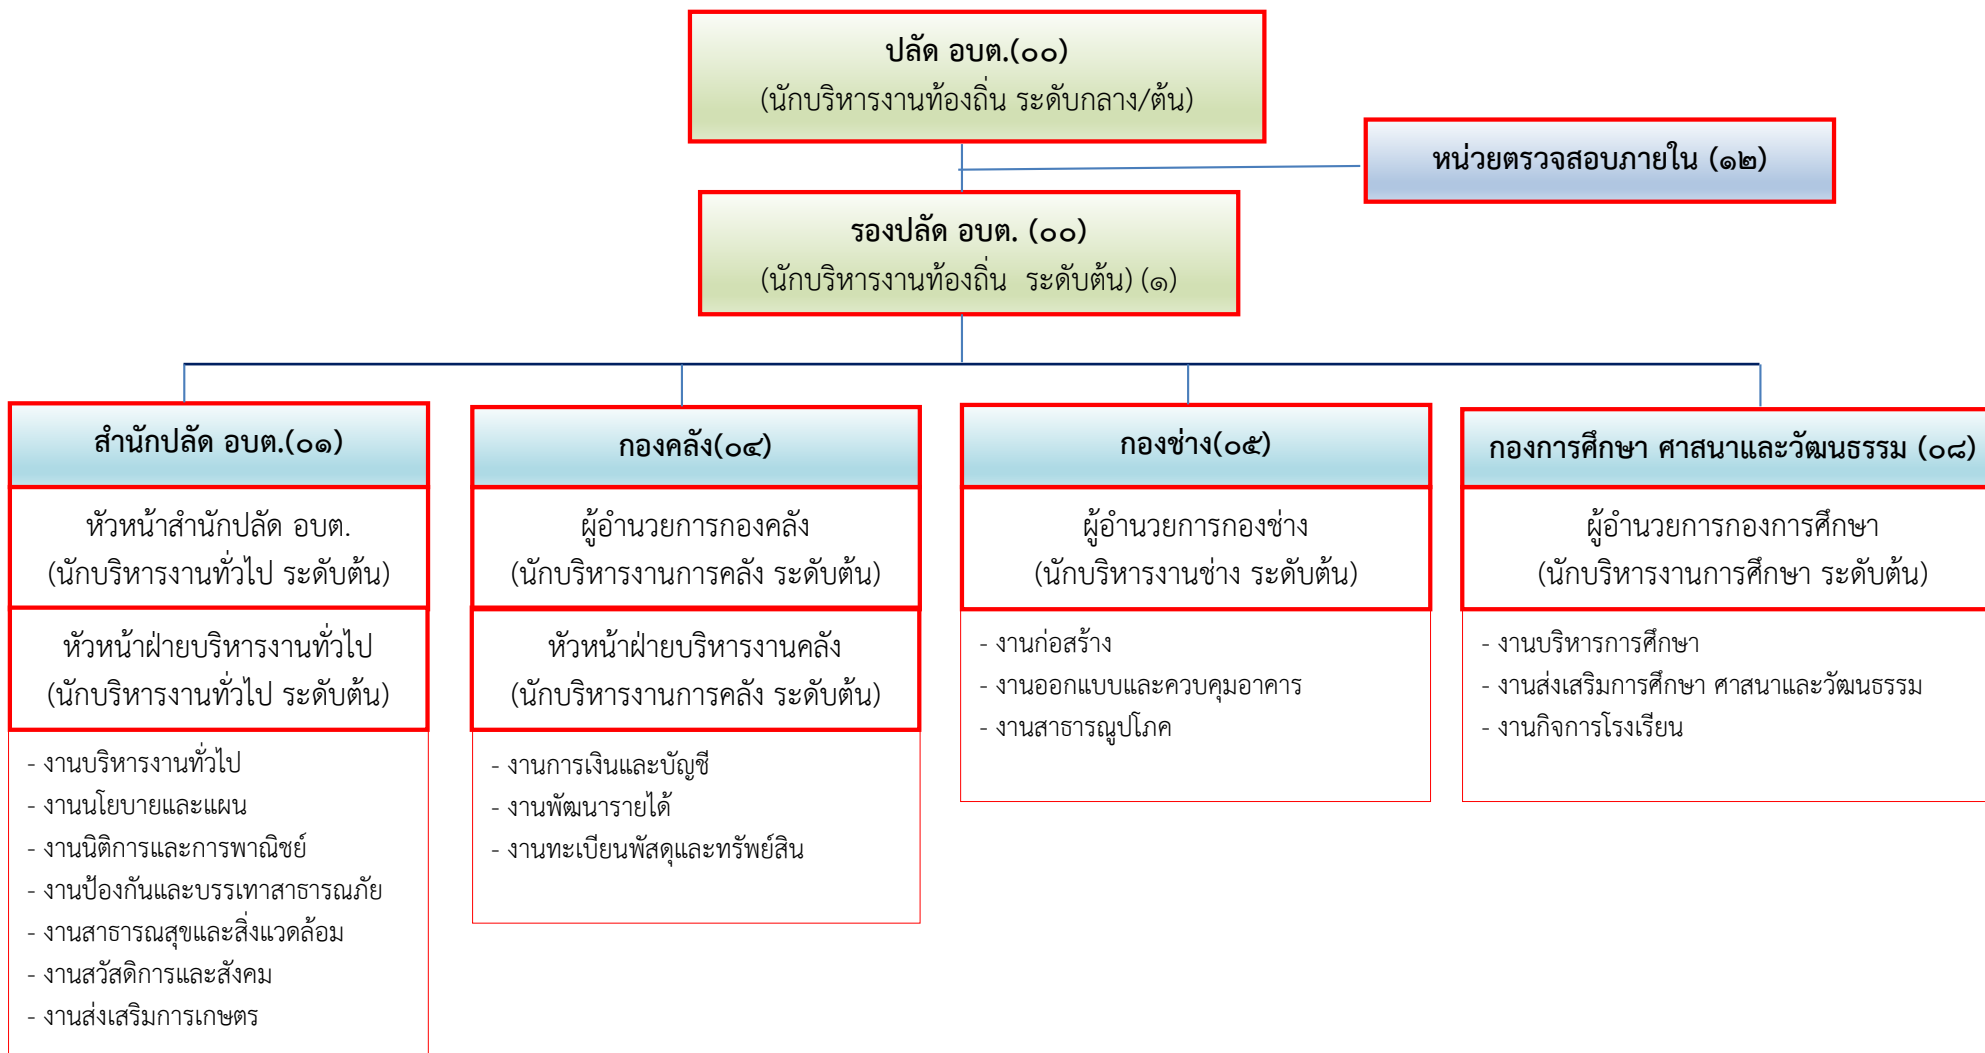 ปลัด อบต.(๐๐)
(นักบริหารงานท้องถิ่น ระดับกลาง/ต้น)
หน่วยตรวจสอบภายใน (๑๒)
รองปลัด อบต. (๐๐)
(นักบริหารงานท้องถิ่น ระดับต้น) (๑)
สำนักปลัด อบต.(๐๑)
หัวหน้าสำนักปลัด อบต.
(นักบริหารงานทั่วไป ระดับต้น)
หัวหน้าฝ่ายบริหารงานทั่วไป
(นักบริหารงานทั่วไป ระดับต้น)
- งานบริหารงานทั่วไป
- งานนโยบายและแผน
- งานนิติการและการพาณิชย์
- งานป้องกันและบรรเทาสาธารณภัย
- งานสาธารณสุขและสิ่งแวดล้อม
- งานสวัสดิการและสังคม
- งานส่งเสริมการเกษตร
กองคลัง(๐๔)
ผู้อำนวยการกองคลัง
(นักบริหารงานการคลัง ระดับต้น)
หัวหน้าฝ่ายบริหารงานคลัง
(นักบริหารงานการคลัง ระดับต้น)
- งานการเงินและบัญชี
- งานพัฒนารายได้
- งานทะเบียนพัสดุและทรัพย์สิน
กองช่าง(๐๕)
ผู้อำนวยการกองช่าง
(นักบริหารงานช่าง ระดับต้น)
- งานก่อสร้าง
- งานออกแบบและควบคุมอาคาร
- งานสาธารณูปโภค
กองการศึกษา ศาสนาและวัฒนธรรม (๐๘)
ผู้อำนวยการกองการศึกษา
(นักบริหารงานการศึกษา ระดับต้น)
- งานบริหารการศึกษา
- งานส่งเสริมการศึกษา ศาสนาและวัฒนธรรม
- งานกิจการโรงเรียน